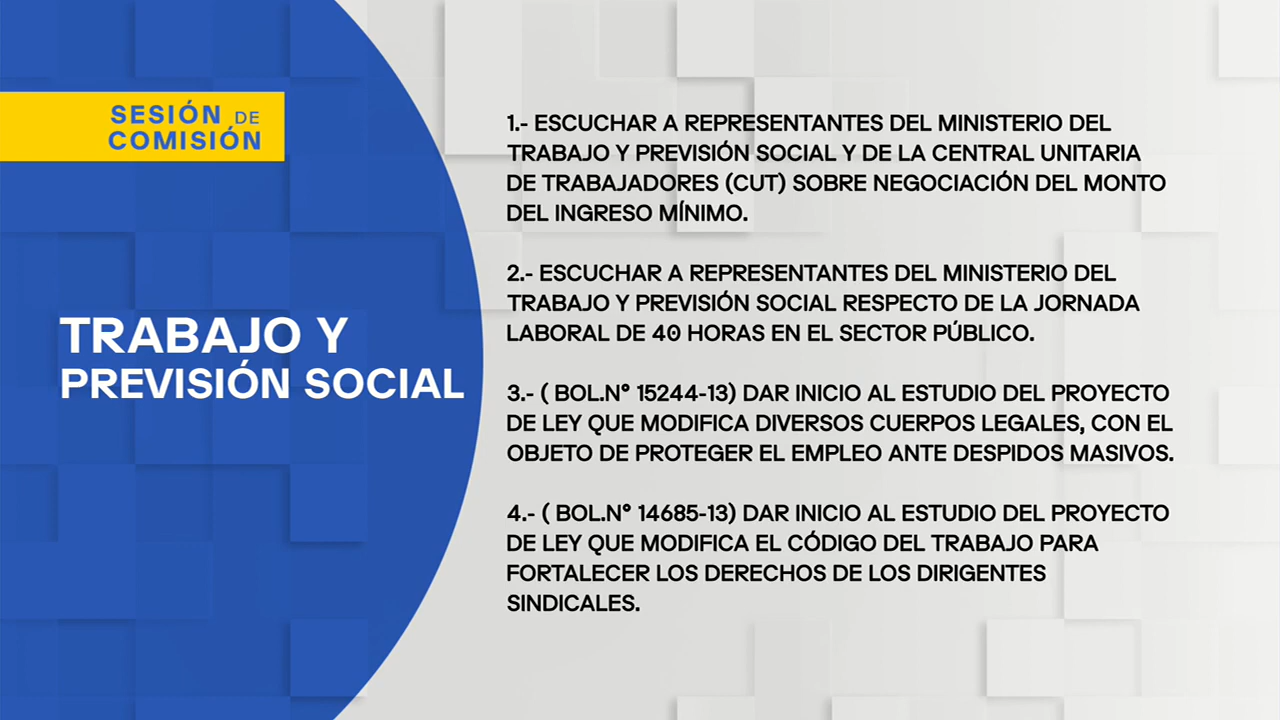 SESIÓN DE
COMISIÓN
TRABAJO Y
PREVISIÓN SOCIAL
1.- ESCUCHAR A REPRESENTANTES DEL MINISTERIO DEL
TRABAJO Y PREVISIÓN SOCIAL Y DE LA CENTRAL UNITARIA
DE TRABAJADORES (CUT) SOBRE NEGOCIACIÓN DEL MONTO
DEL INGRESO MÍNIMO.
2.- ESCUCHAR A REPRESENTANTES DEL MINISTERIO DEL
TRABAJO Y PREVISIÓN SOCIAL RESPECTO DE LA JORNADA
LABORAL DE 40 HORAS EN EL SECTOR PÚBLICO.
3.- ( BOL.N° 15244-13) DAR INICIO AL ESTUDIO DEL PROYECTO
DE LEY QUE MODIFICA DIVERSOS CUERPOS LEGALES, CON EL
OBJETO DE PROTEGER EL EMPLEO ANTE DESPIDOS MASIVOS.
4.- ( BOL.N° 14685-13) DAR INICIO AL ESTUDIO DEL PROYECTO
DE LEY QUE MODIFICA EL CÓDIGO DEL TRABAJO PARA
FORTALECER LOS DERECHOS DE LOS DIRIGENTES
SINDICALES.